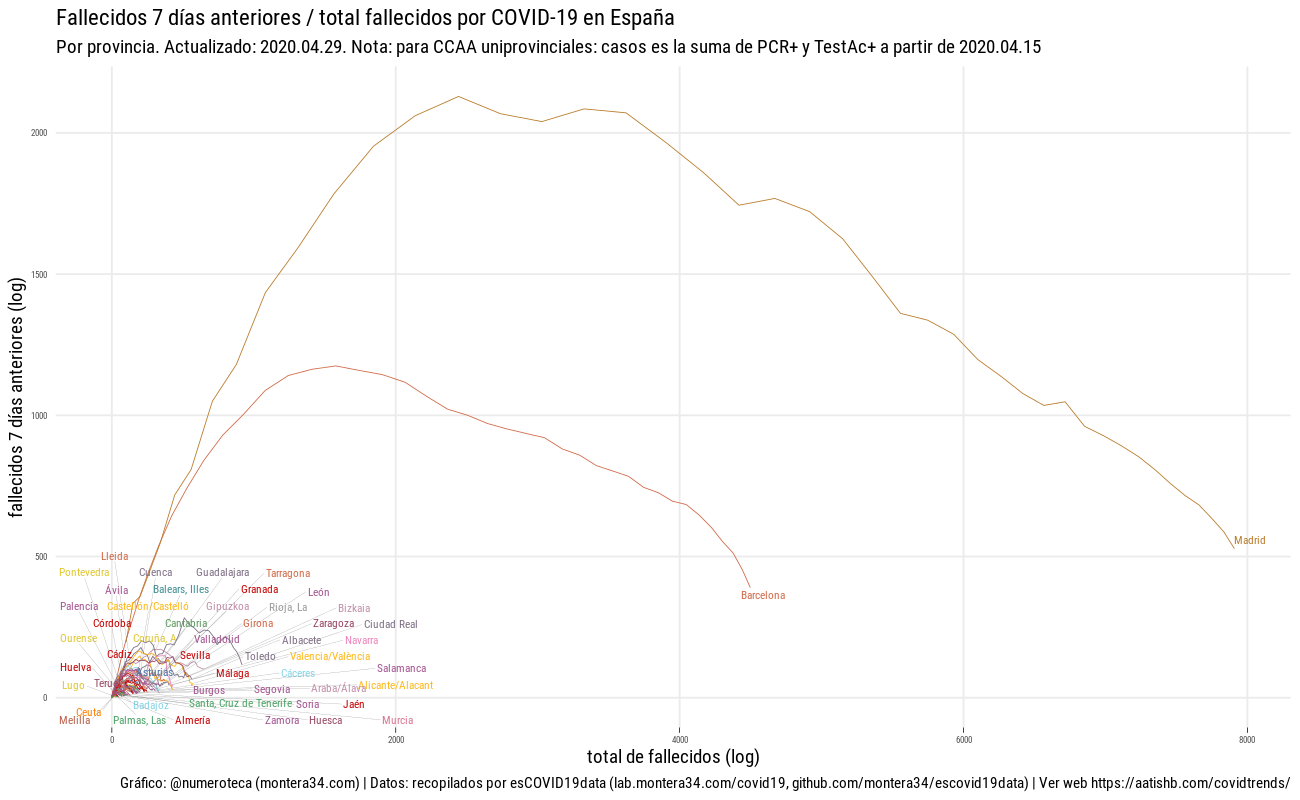 Fallecidos 7 días anteriores / total fallecidos por COVID-19 en España
Por provincia. Actualizado: 2020.04.29. Nota: para CCAA uniprovinciales: casos es la suma de PCR+ y TestAc+ a partir de 2020.04.15
fallecidos 7 días anteriores (log)
2000
1500
1000
500
0
Madrid
Barcelona
Lleida
Pontevedra Cuenca Guadalajara Tarragona
Ávila Balears, Illes Granada León
Palencia Castellón/Castelló Gipuzkoa Rioja, La Bizkaia
Córdoba Cantabria Girona Zaragoza Ciudad Real
Ourense Coruña, A Valladolid Albacete Navarra
Cádiz Sevilla Toledo Valencia/València
Huelva Asturias Málaga Cáceres Salamanca
Lugo Teru Burgos Segovia Araba/Álava Alicante/Alacant
Ceuta Badajoz Santa, Cruz de Tenerife Soria Jaén
Melilla Palmas, Las Almería Zamora Huesca Murcia
0 2000 4000 6000 8000
total de fallecidos (log)
Gráfico: @numeroteca (montera34.com) | Datos: recopilados por esCOVID19data (lab.montera34.com/covid19, github.com/montera34/escovid19data) | Ver web https://aatishb.com/covidtrends/